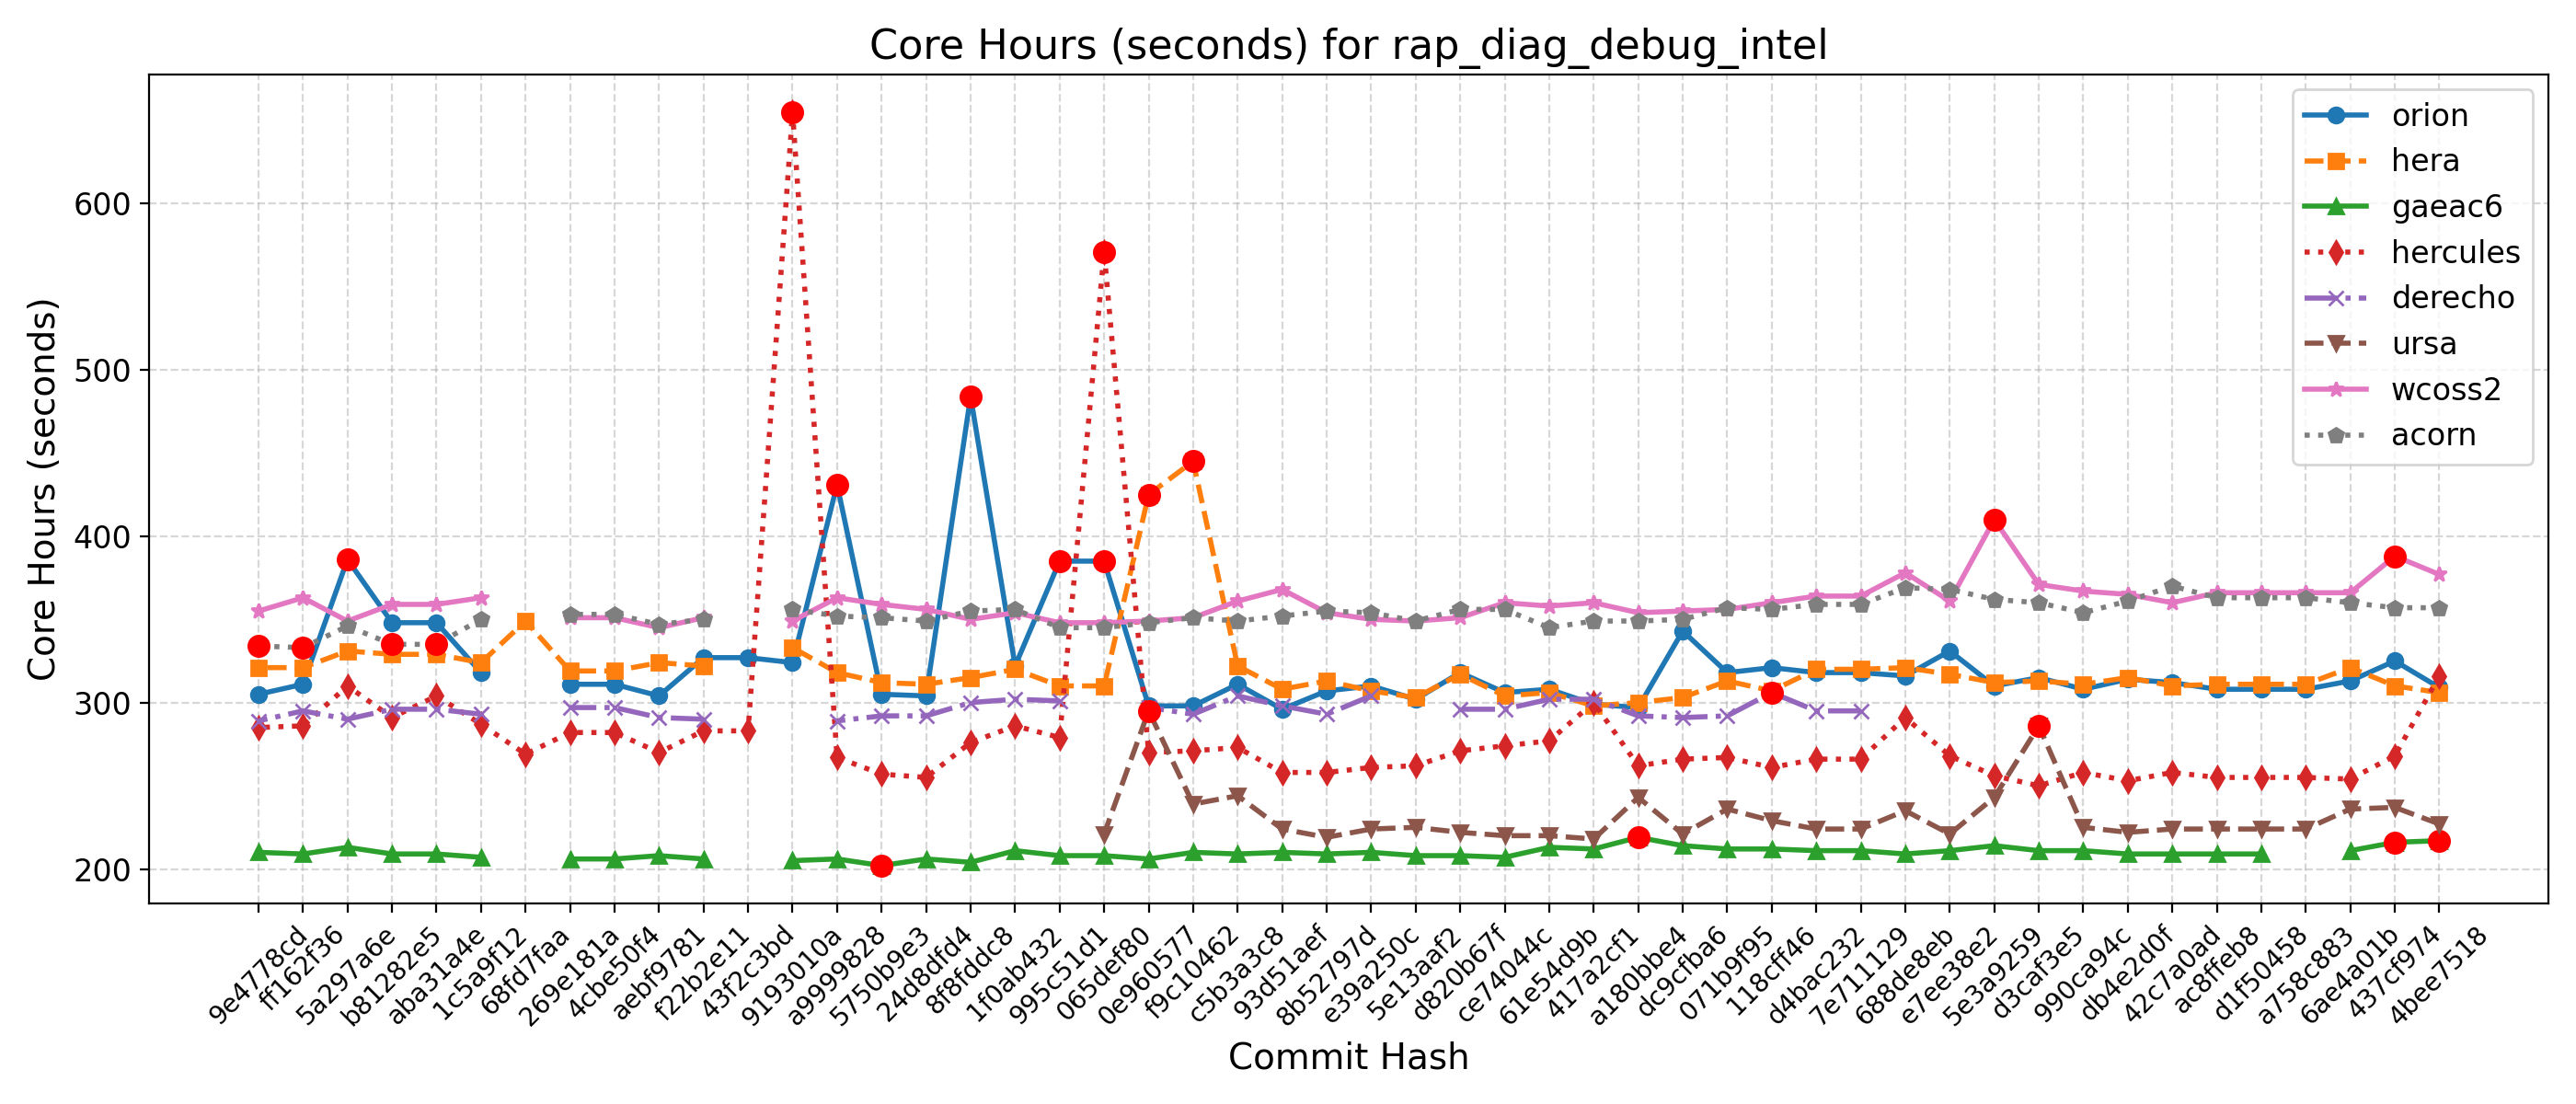 Core Hours (seconds) for rap_diag_debug_intel
Core Hours (seconds)
600
500
400
300
200
orion
hera
gaeac6
hercules
derecho
ursa
wcoss2
acorn
9e4778cd
ff162f36
5a297a6e
b81282e5
aba31a4e
1c5a9f12
68fd7faa
269e181a
4cbe50f4
aebf9781
f22b2e11
43f2c3bd
9193010a
a9999828
5750b9e3
24d8dfd4
8f8fddc8
1f0ab432
995c51d1
065def80
0e960577
f9c10462
c5b3a3c8
93d51aef
8b52797d
e39a250c
5e13aaf2
d820b67f
ce74044c
61e54d9b
417a2cf1
a180bbe4
dc9cfba6
071b9f95
118cff46
d4bac232
7e711129
688de8eb
e7ee38e2
5e3a9259
d3caf3e5
990ca94c
db4e2d0f
42c7a0ad
ac8ffeb8
d1f50458
a758c883
6ae4a01b
437cf974
4bee7518
Commit Hash